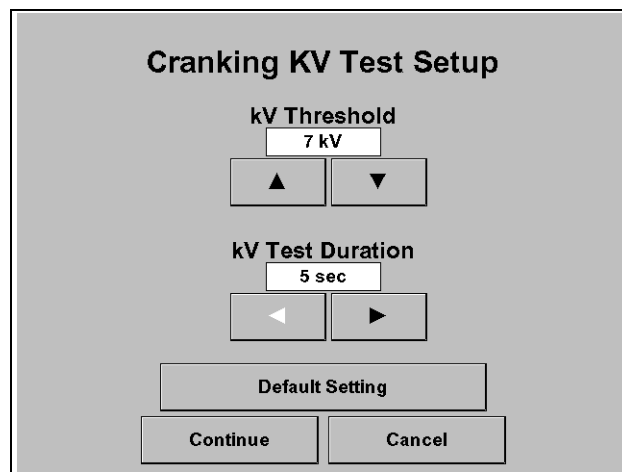 Cranking KV Test Setup
kV Threshold
7 kV
▲ ▼
kV Test Duration
5 sec
◄ ►
Default Setting
Continue Cancel